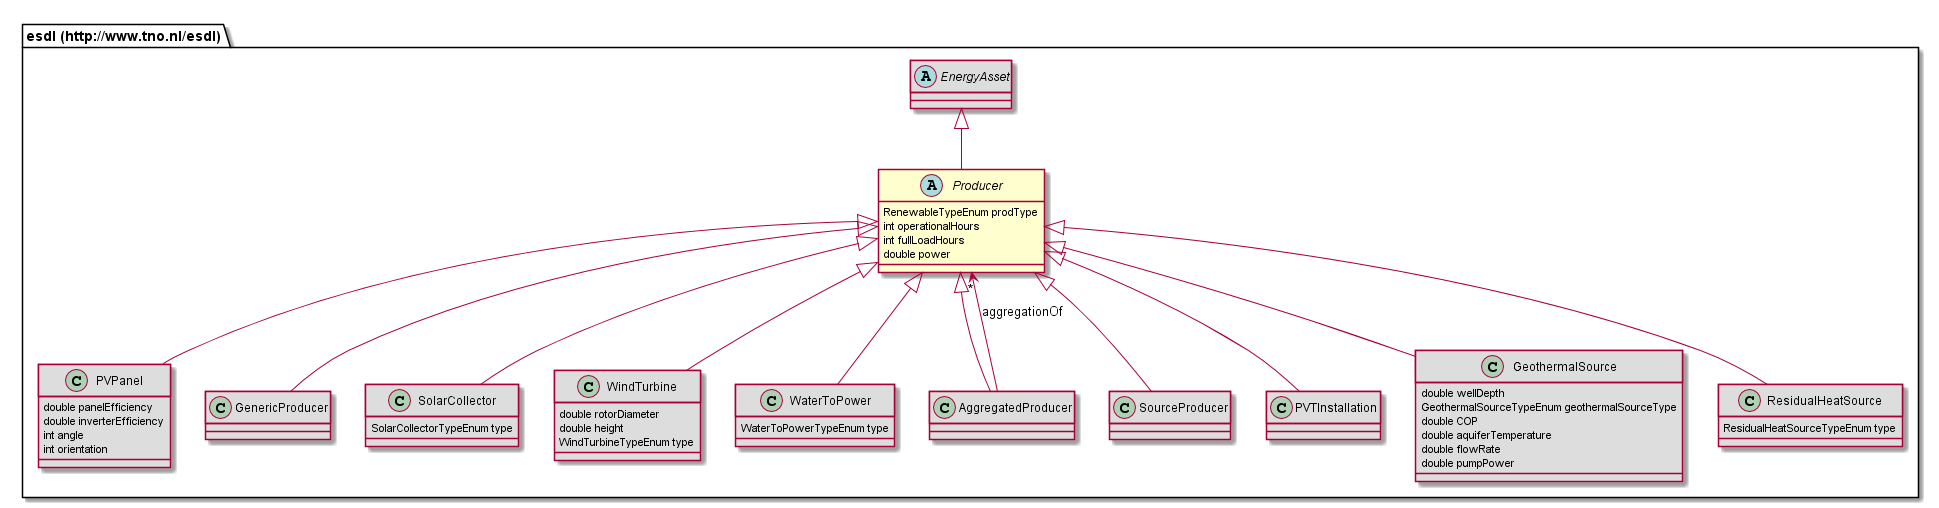 esdl (http://www.tno.nl/esdl)
A EnergyAsset
A Producer
RenewableTypeEnum prodType
int operationalHours
int fullLoadHours
double power
*
aggregationOf
C PVPanel
double panelEfficiency
double inverterEfficiency
int angle
int orientation
C GenericProducer
C SolarCollector
SolarCollectorTypeEnum type
C WindTurbine
double rotorDiameter
double height
WindTurbineTypeEnum type
C WaterToPower
WaterToPowerTypeEnum type
C AggregatedProducer
C SourceProducer
C PVTInstallation
C GeothermalSource
double wellDepth
GeothermalSourceTypeEnum geothermalSourceType
double COP
double aquiferTemperature
double flowRate
double pumpPower
C ResidualHeatSource
ResidualHeatSourceTypeEnum type